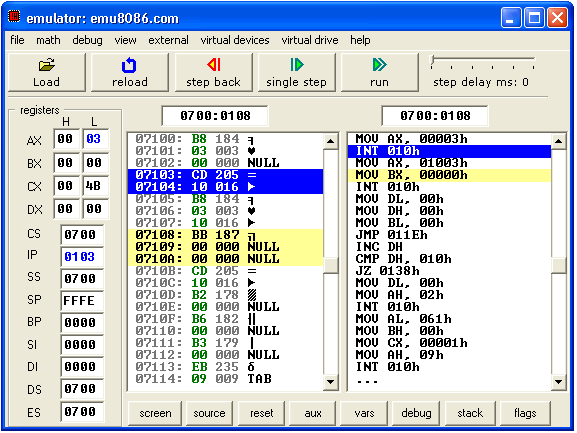 emulator: emu8086.com
file math debug view external virtual devices virtual drive help
Load reload step back single step run step delay ms: 0
registers
H L
AX 00 03
BX 00 00
CX 00 4B
DX 00 00
CS 0700
IP 0103
SS 0700
SP FFFE
BP 0000
SI 0000
DI 0000
DS 0700
ES 0700
0700:0108
07100: B8 184 ╕
07101: 03 003 ♥
07102: 00 000 NULL
07103: CD 205 =
07104: 10 016 ►
07105: B8 184 ╕
07106: 03 003 ♥
07107: 10 016 ►
07108: BB 187 ╗
07109: 00 000 NULL
0710A: 00 000 NULL
0710B: CD 205 =
0710C: 10 016 ►
0710D: B2 178 ▓
0710E: 00 000 NULL
0710F: B6 182 ╢
07110: 00 000 NULL
07111: B3 179 │
07112: 00 000 NULL
07113: EB 235 δ
07114: 09 009 TAB
0700:0108
MOV AX, 00003h
INT 010h
MOV AX, 01003h
MOV BX, 00000h
INT 010h
MOV DL, 00h
MOV DH, 00h
MOV BL, 00h
JMP 011Eh
INC DH
CMP DH, 010h
JZ 0138h
MOV DL, 00h
MOV AH, 02h
INT 010h
MOV AL, 061h
MOV BH, 00h
MOV CX, 00001h
MOV AH, 09h
INT 010h
...
screen source reset aux vars debug stack flags